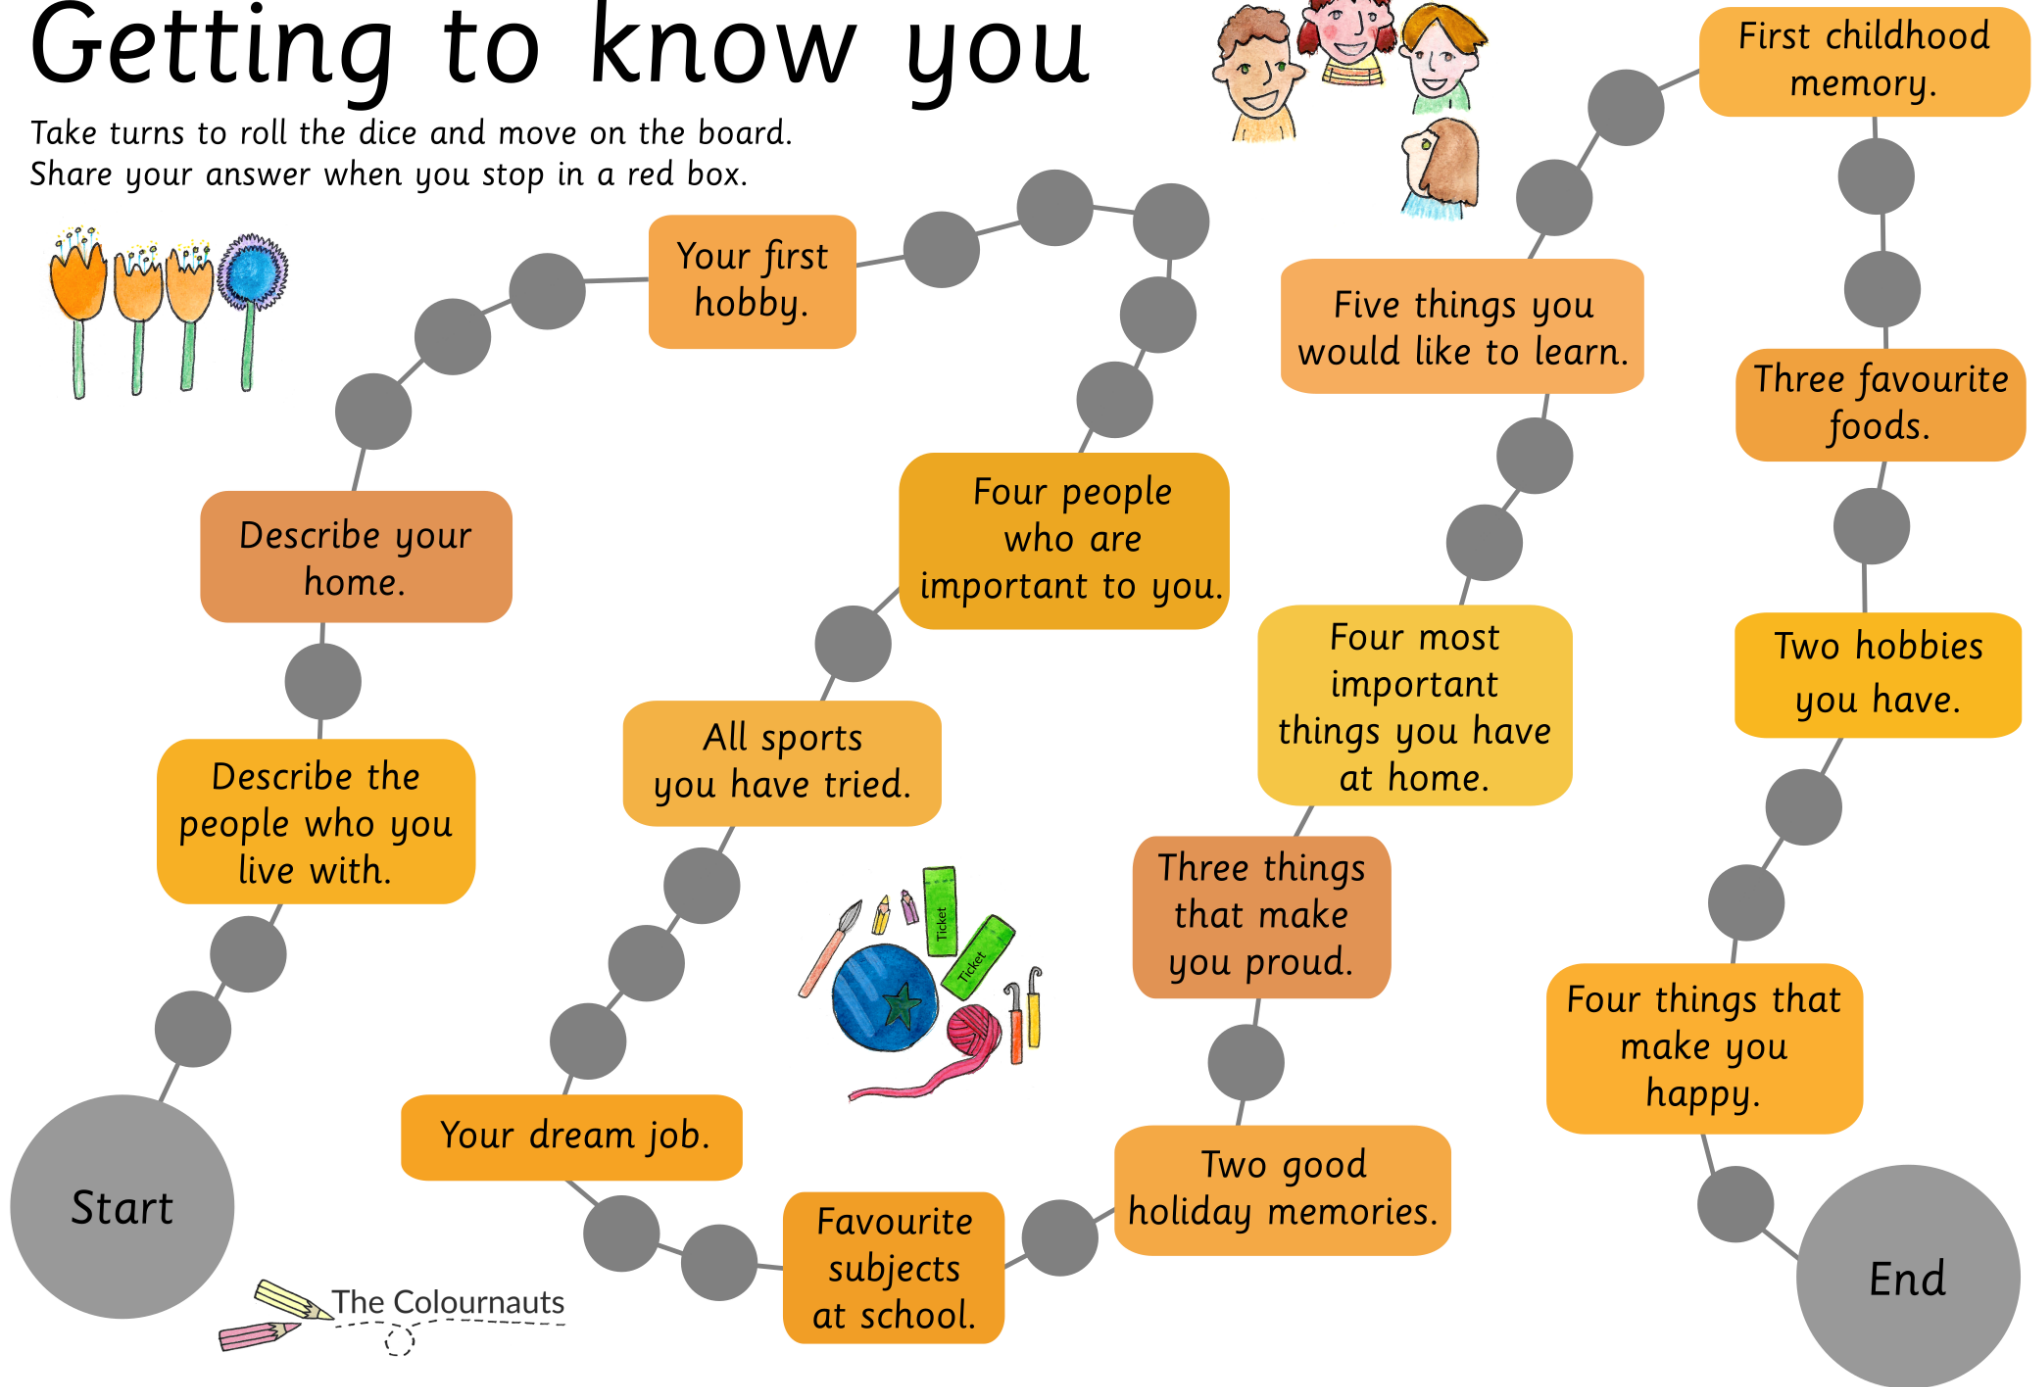 Getting to know you
Take turns to roll the dice and move on the board.
Share your answer when you stop in a red box.
Start
Describe the
people who you
live with.
Describe your
home.
Your first
hobby.
Four people
who are
important to you.
All sports
you have tried.
Your dream job.
Favourite
subjects
at school.
Two good
holiday memories.
Three things
that make
you proud.
Four most
important
things you have
at home.
Five things you
would like to learn.
First childhood
memory.
Three favourite
foods.
Two hobbies
you have.
Four things that
make you
happy.
End
Ticket
Ticket
The Colournauts